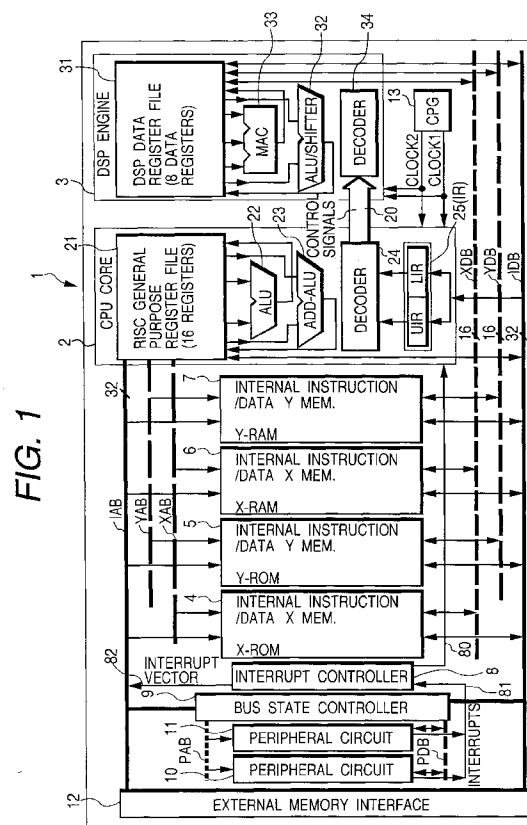 FIG. 1
1
2
CPU CORE
21
RISC GENERAL
PURPOSE
REGISTER FILE
(16 REGISTERS)
22
ALU
23
ADD-ALU
CONTROL
SIGNALS
20
24
DECODER
UIR
LIR
25(IR)
3
DSP ENGINE
31
DSP DATA
REGISTER FILE
(8 DATA
REGISTERS)
33
MAC
32
ALU/SHIFTER
34
DECODER
13
CPG
CLOCKA
CLOCK1
IAB
YAB
XAB
32
7
INTERNAL INSTRUCTION
/DATA Y MEM.
Y-RAM
6
INTERNAL INSTRUCTION
/DATA X MEM.
X-RAM
5
INTERNAL INSTRUCTION
/DATA Y MEM.
Y-ROM
4
INTERNAL INSTRUCTION
/DATA X MEM.
X-ROM
16
XDB
16
YDB
32
IDB
80
82
INTERRUPT
VECTOR
INTERRUPT CONTROLLER
8
81
9
BUS STATE CONTROLLER
11
PERIPHERAL CIRCUIT
10
PERIPHERAL CIRCUIT
PAB
PDB
INTERRUPTS
12
EXTERNAL MEMORY INTERFACE